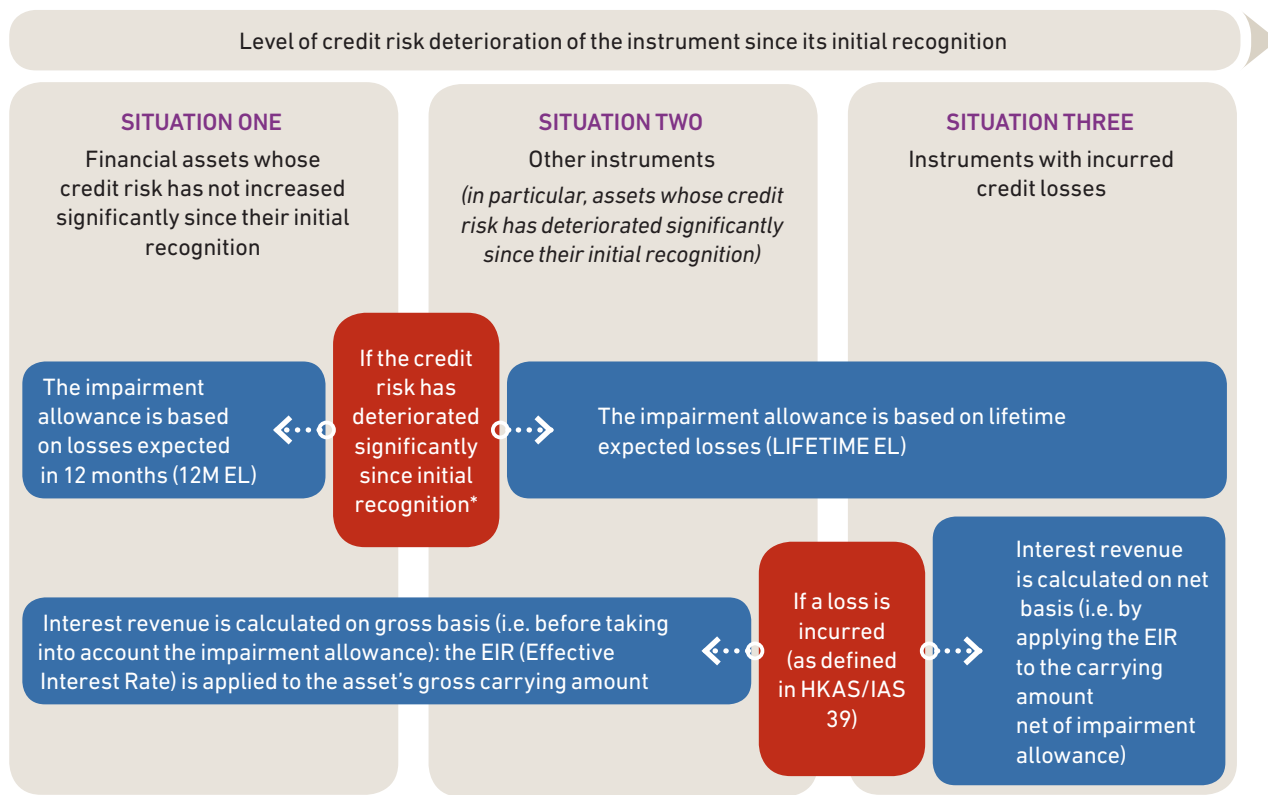 Level of credit risk deterioration of the instrument since its initial recognition
SITUATION ONE
Financial assets whose
credit risk has not increased
significantly since their initial
recognition
SITUATION TWO
Other instruments
(in particular, assets whose credit
risk has deteriorated significantly
since their initial recognition)
SITUATION THREE
Instruments with incurred
credit losses
The impairment
allowance is based
on losses expected
in 12 months (12M EL)
If the credit
risk has
deteriorated
significantly
since initial
recognition*
The impairment allowance is based on lifetime
expected losses (LIFETIME EL)
Interest revenue is calculated on gross basis (i.e. before taking
into account the impairment allowance): the EIR (Effective
Interest Rate) is applied to the asset's gross carrying amount
If a loss is
incurred
(as defined
in HKAS/IAS
39)
Interest revenue
is calculated on net
basis (i.e. by
applying the EIR
to the carrying
amount
net of impairment
allowance)